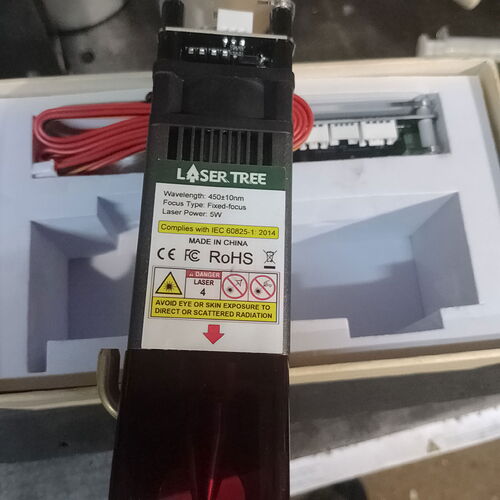 LASER TREE
Wavelength: 450±10nm
Focus Type: Fixed-focus
Laser Power: 5W
Complies with IEC 60825-1: 2014
MADE IN CHINA
CE FC RoHS
DANGER
LASER
4
AVOID EYE OR SKIN EXPOSURE TO
DIRECT OR SCATTERED RADIATION